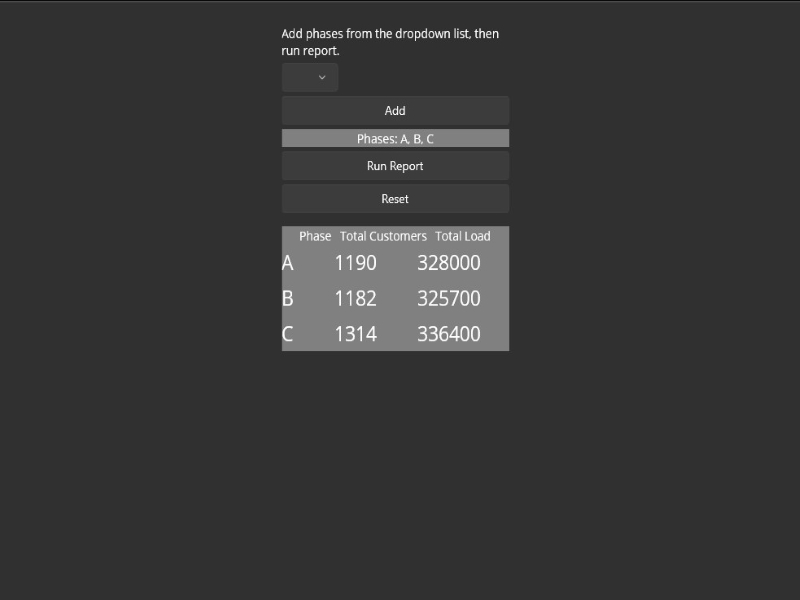 Add phases from the dropdown list, then
run report.
Add
Phases: A, B, C
Run Report
Reset
Phase Total Customers Total Load
A 1190 328000
B 1182 325700
C 1314 336400